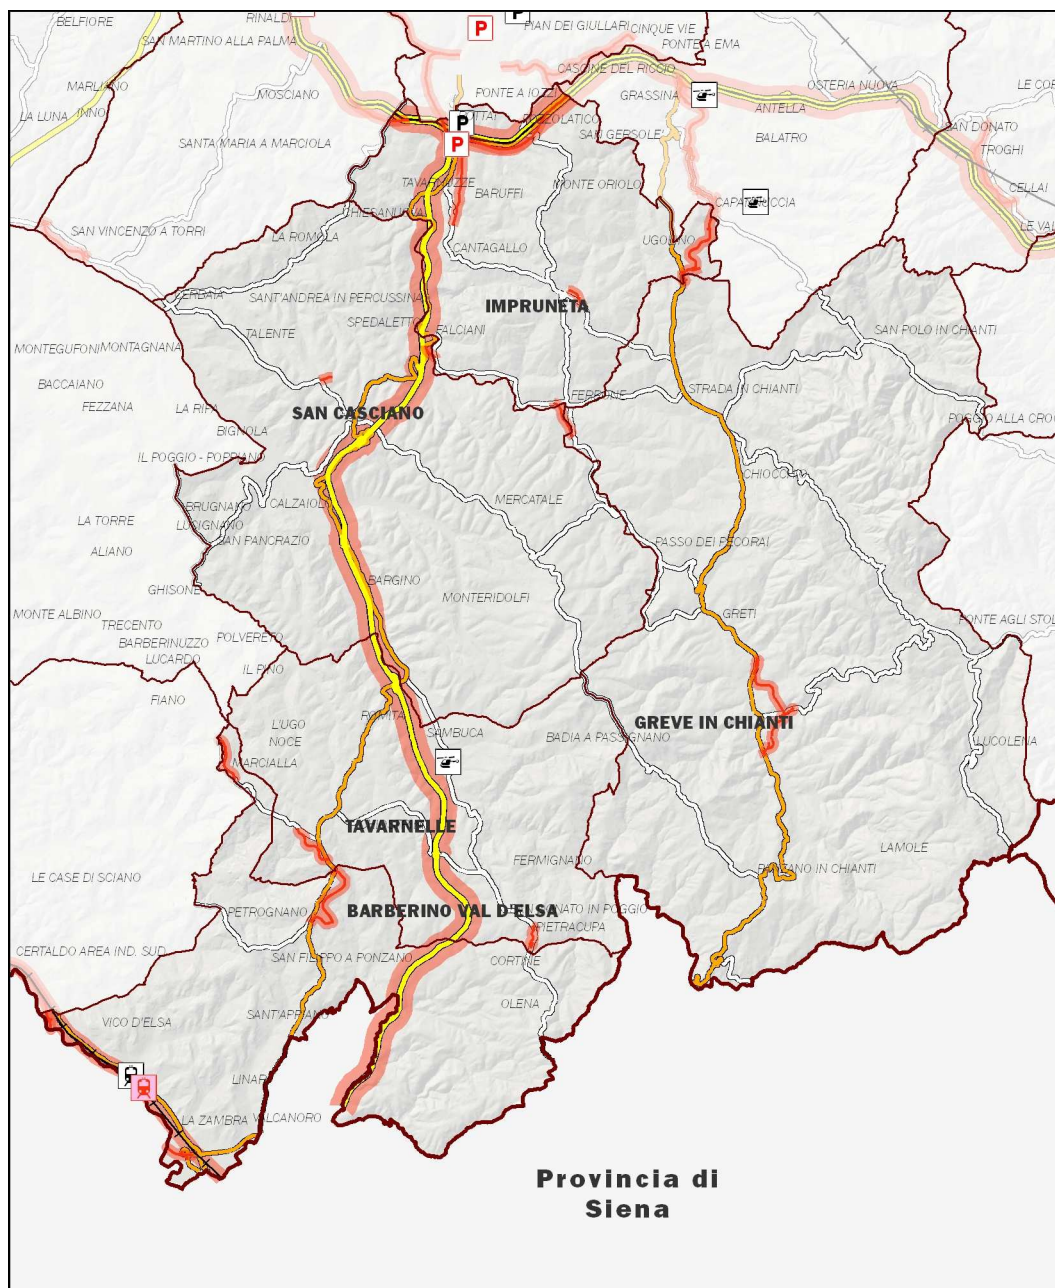 BELFIORE
RINALDI
P
P
PIAN DEI GIULLARI
CINQUE VIE
SAN MARTINO ALLA PALMA
PONTE A EMA
CASCINE DEL RICCIO
MARLIANO
MOSCIANO
PONTE A IOZZI
GRASSINA
OSTERIA NUOVA
LA LUNA
INNO
ANTELLA
P
BALATRO
SAN DONATO
SANTA MARIA A MARCIOLA
P
SAN GERSOLE'
TROGHI
TAVARNUZZE
BARUFFI
MONTE ORIOLO
CELLAI
CHIESANUOVA
CAPANNUCCIA
SAN VINCENZO A TORRI
LA ROMOLA
CANTAGALLO
UGOLINO
CERBAIA
SANT'ANDREA IN PERCUSSINA
IMPRUNETA
SPEDALETTO
FALCIANI
SAN POLO IN CHIANTI
TALENTE
MONTEGUFONI
MONTAGNANA
BACCAIANO
STRADA IN CHIANTI
FEZZANA
LA RIPA
SAN CASCIANO
FERRONE
BIGNOLA
IL POGGIO - POPPIANO
CHIOCCHIO
BRUGNANO
CALZAIOLO
MERCATALE
LA TORRE
LUCIGNANO
SAN PANCRAZIO
PASSO DEI PECORAI
ALIANO
BARGINO
GHISONE
MONTERIDOLFI
MONTE ALBINO
TRECENTO
GRETI
BARBERINUZZO
POLVERETO
LUCARDO
IL PINO
FIANO
ROMITA
L'UGO
SAMBUCA
BADIA A PASSIGNANO
GREVE IN CHIANTI
NOCE
LUCOLENA
MARCIALLA
TAVARNELLE
LAMOLE
FERMIGNANO
PANZANO IN CHIANTI
LE CASE DI SCIANO
PETROGNANO
BARBERINO VAL D'ELSA
PIETRACUPA
CERTALDO AREA IND. SUD
SAN FILIPPO A PONZANO
CORTINE
OLENA
VICO D'ELSA
SANT'APPIANO
LINARI
LA ZAMBRA
VALCANORO
Provincia di
Siena